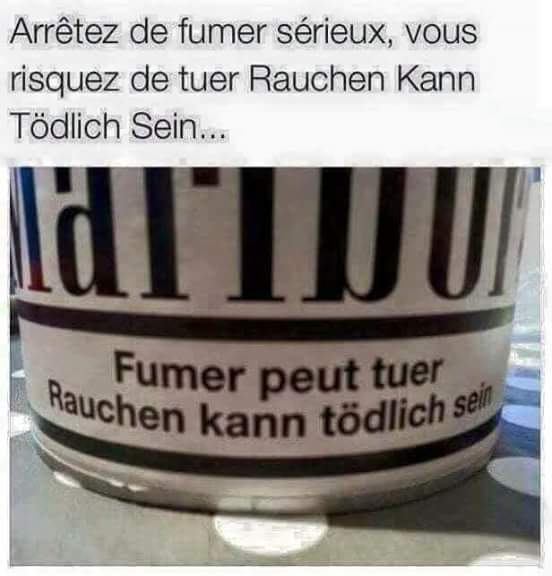 Arrêtez de fumer sérieux, vous
risquez de tuer Rauchen Kann
Tödlich Sein...
Marlbor
Fumer peut tuer
Rauchen kann tödlich sein